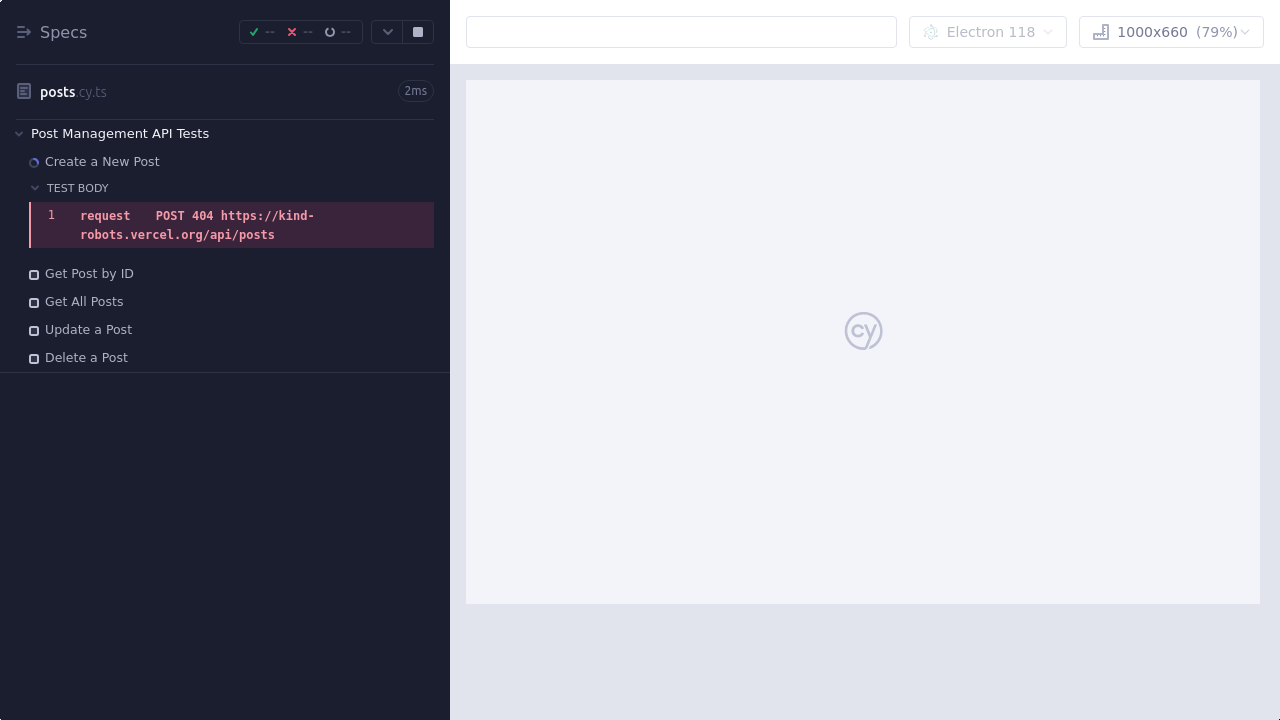 Specs
-- -- --
posts.cy.ts
2ms
Post Management API Tests
Create a New Post
TEST BODY
1 request POST 404 https://kind-
robots.vercel.org/api/posts
Get Post by ID
Get All Posts
Update a Post
Delete a Post
Electron 118
1000x660 (79%)
cy